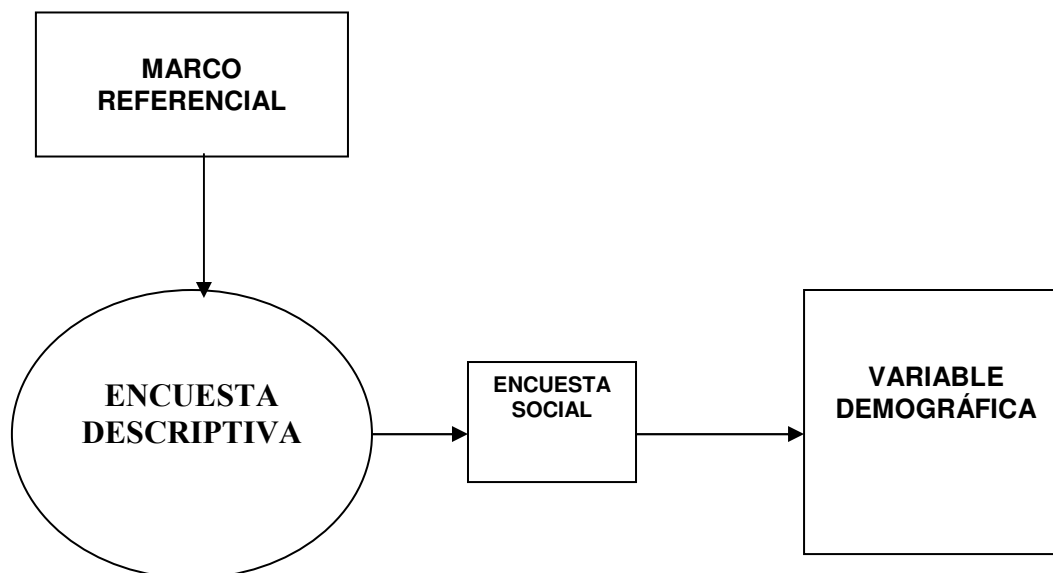 MARCO
REFERENCIAL
ENCUESTA
DESCRIPTIVA
ENCUESTA
SOCIAL
VARIABLE
DEMOGRÁFICA